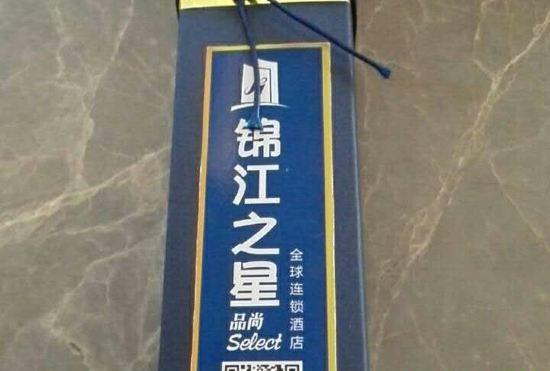 锦江之星
品尚
Select
全球连锁酒店